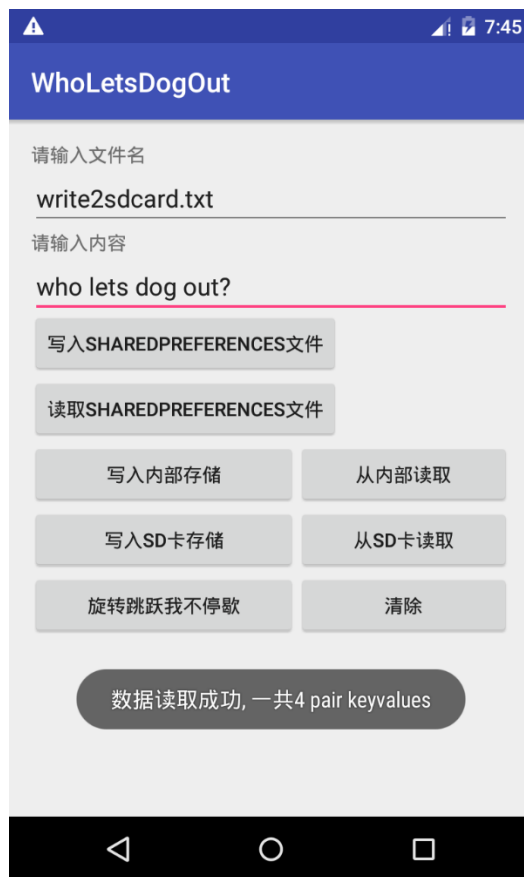 7:45
WhoLetsDogOut
请输入文件名
write2sdcard.txt
请输入内容
who lets dog out?
写入SHAREDPREFERENCES文件
读取SHAREDPREFERENCES文件
写入内部存储 从内部读取
写入SD卡存储 从SD卡读取
旋转跳跃我不停歇 清除
数据读取成功, 一共4 pair keyvalues